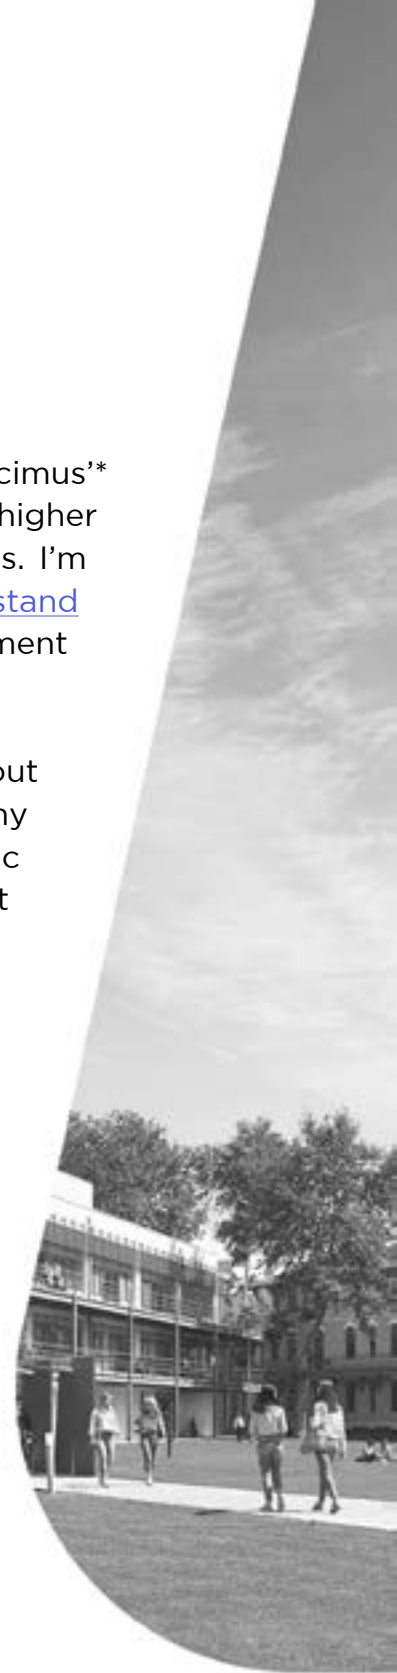 cimus’*
higher
s. I’m
stand
ment
out
ny
c
t